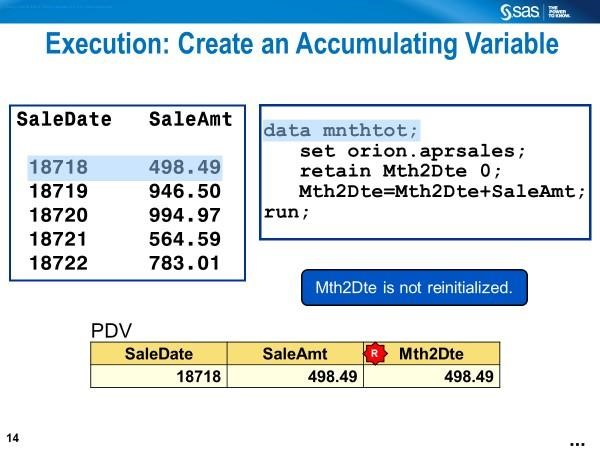 sas THE POWER TO KNOW.
Execution: Create an Accumulating Variable
SaleDate SaleAmt
18718 498.49
18719 946.50
18720 994.97
18721 564.59
18722 783.01
data mnthtot;
set orion.aprsales;
retain Mth2Dte 0;
Mth2Dte=Mth2Dte+SaleAmt;
run;
Mth2Dte is not reinitialized.
PDV
SaleDate SaleAmt R Mth2Dte
18718 498.49 498.49
14
...